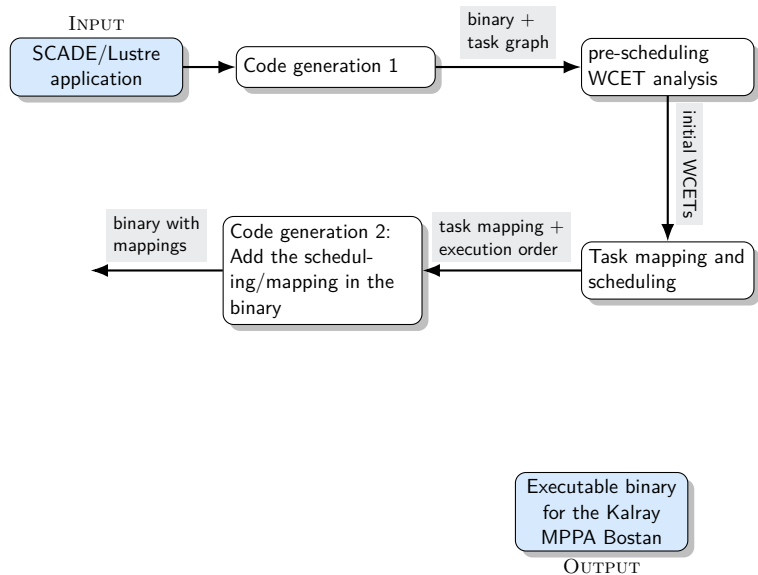 INPUT
SCADE/Lustre
application
Code generation 1
binary +
task graph
pre-scheduling
WCET analysis
initial WCETs
Task mapping and
scheduling
task mapping +
execution order
Code generation 2:
Add the schedul-
ing/mapping in the
binary
binary with
mappings
Executable binary
for the Kalray
MPPA Bostan
OUTPUT